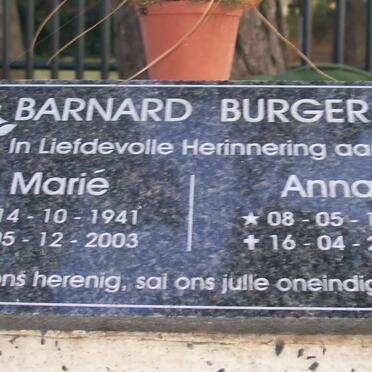 BARNARD BURGER
In Liefdevolle Herinnering aan
Marié Anna
14 - 10 - 1941 ★ 08 - 05 - 1
05 - 12 - 2003 ✝ 16 - 04 - 2
ons herenig, sal ons julle oneindig